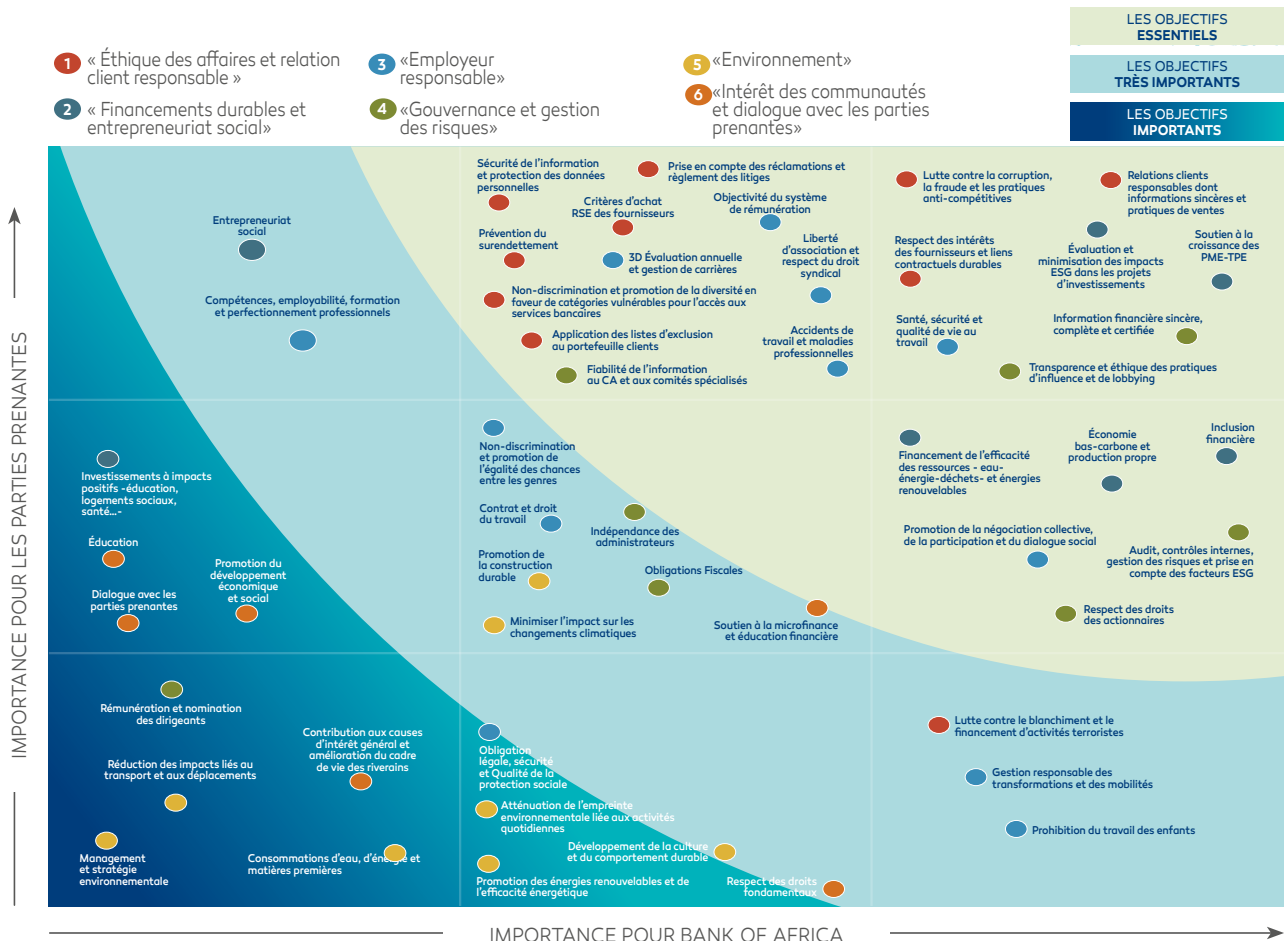 LES OBJECTIFS
ESSENTIELS
LES OBJECTIFS
TRÈS IMPORTANTS
LES OBJECTIFS
IMPORTANTS
1 « Éthique des affaires et relation
client responsable »
2 « Financements durables et
entrepreneuriat social»
3 «Employeur
responsable»
4 «Gouvernance et gestion
des risques»
5 «Environnement»
6 «Intérêt des communautés
et dialogue avec les parties
prenantes»
IMPORTANCE POUR LES PARTIES PRENANTES
Entrepreneuriat
social
Compétences, employabilité, formation
et perfectionnement professionnels
Sécurité de l'information
et protection des données
personnelles
Prise en compte des réclamations et
règlement des litiges
Critères d'achat
RSE des fournisseurs
Objectivité du système
de rémunération
Prévention du
surendettement
3D Évaluation annuelle
et gestion de carrières
Liberté
d'association et
respect du droit
syndical
Non-discrimination et promotion de la diversité en
faveur de catégories vulnérables pour l'accès aux
services bancaires
Application des listes d'exclusion
au portefeuille clients
Accidents de
travail et maladies
professionnelles
Fiabilité de l'information
au CA et aux comités spécialisés
Lutte contre la corruption,
la fraude et les pratiques
anti-compétitives
Relations clients
responsables dont
informations sincères et
pratiques de ventes
Respect des intérêts
des fournisseurs et liens
contractuels durables
Évaluation et
minimisation des impacts
ESG dans les projets
d'investissements
Soutien à la
croissance des
PME-TPE
Santé, sécurité et
qualité de vie au
travail
Information financière sincère,
complète et certifiée
Transparence et éthique des pratiques
d'influence et de lobbying
Investissements à impacts
positifs -éducation,
logements sociaux,
santé...-
Éducation
Promotion du
développement
économique
et social
Dialogue avec les
parties prenantes
Non-discrimination
et promotion de
l'égalité des chances
entre les genres
Contrat et droit
du travail
Indépendance des
administrateurs
Promotion de
la construction
durable
Obligations Fiscales
Minimiser l'impact sur les
changements climatiques
Soutien à la microfinance
et éducation financière
Financement de l'efficacité
des ressources - eau-
énergie-déchets- et énergies
renouvelables
Économie
bas-carbone et
production propre
Inclusion
financière
Promotion de la négociation collective,
de la participation et du dialogue social
Audit, contrôles internes,
gestion des risques et prise en
compte des facteurs ESG
Respect des droits
des actionnaires
Rémunération et nomination
des dirigeants
Contribution aux causes
d'intérêt général et
amélioration du cadre
de vie des riverains
Réduction des impacts liés au
transport et aux déplacements
Management
et stratégie
environnementale
Consommations d'eau, d'énergie et
matières premières
Obligation
légale, sécurité
et Qualité de la
protection sociale
Atténuation de l'empreinte
environnementale liée aux activités
quotidiennes
Développement de la culture
et du comportement durable
Promotion des énergies renouvelables et de
l'efficacité énergétique
Respect des droits
fondamentaux
Lutte contre le blanchiment et le
financement d'activités terroristes
Gestion responsable des
transformations et des mobilités
Prohibition du travail des enfants
IMPORTANCE POUR BANK OF AFRICA